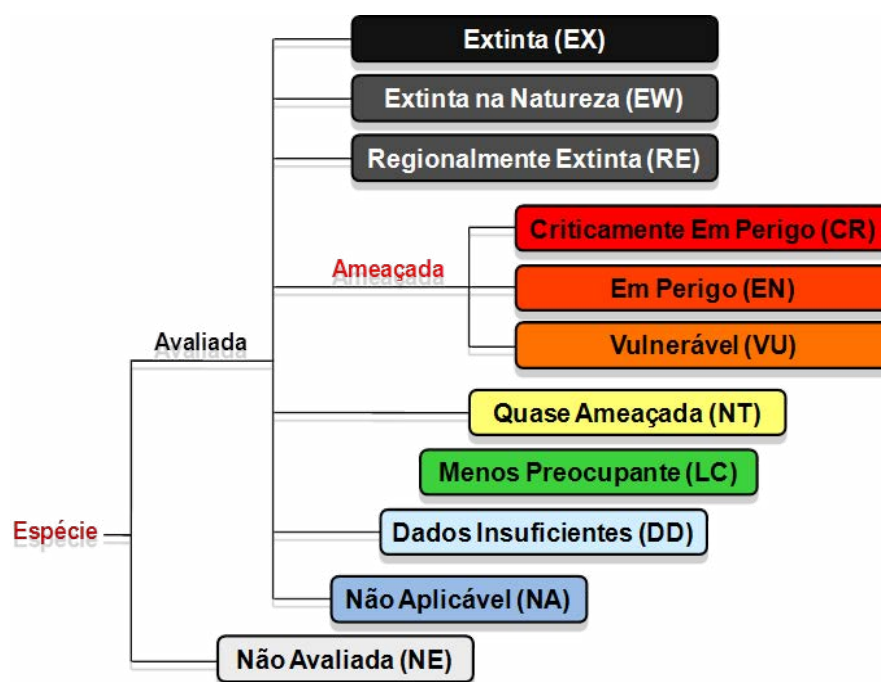 Extinta (EX)
Extinta na Natureza (EW)
Regionalmente Extinta (RE)
Criticamente Em Perigo (CR)
Ameaçada
Em Perigo (EN)
Avaliada
Vulnerável (VU)
Quase Ameaçada (NT)
Menos Preocupante (LC)
Espécie
Dados Insuficientes (DD)
Não Aplicável (NA)
Não Avaliada (NE)